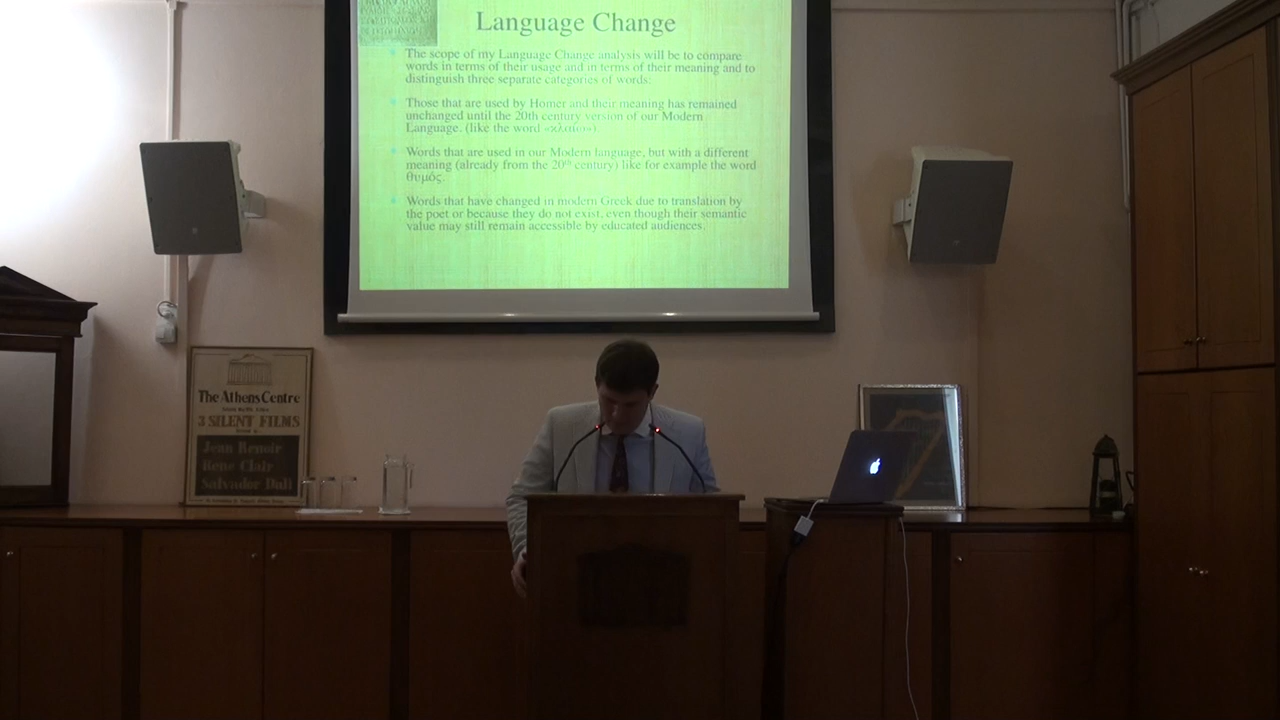 Language Change
The scope of my Language Change analysis will be to compare
words in terms of their usage and in terms of their meaning and to
distinguish three separate categories of words:
Those that are used by Homer and their meaning has remained
unchanged until the 20th century version of our Modern
Language. (like the word «κλαίω»).
Words that are used in our Modern language, but with a different
meaning (already from the 20th century) like for example the word
θυμός.
Words that have changed in modern Greek due to translation by
the poet or because they do not exist, even though their semantic
value may still remain accessible by educated audiences.
The Athens Centre
3 SILENT FILMS
Jean Renoir
Rene Clair
Salvador Dali